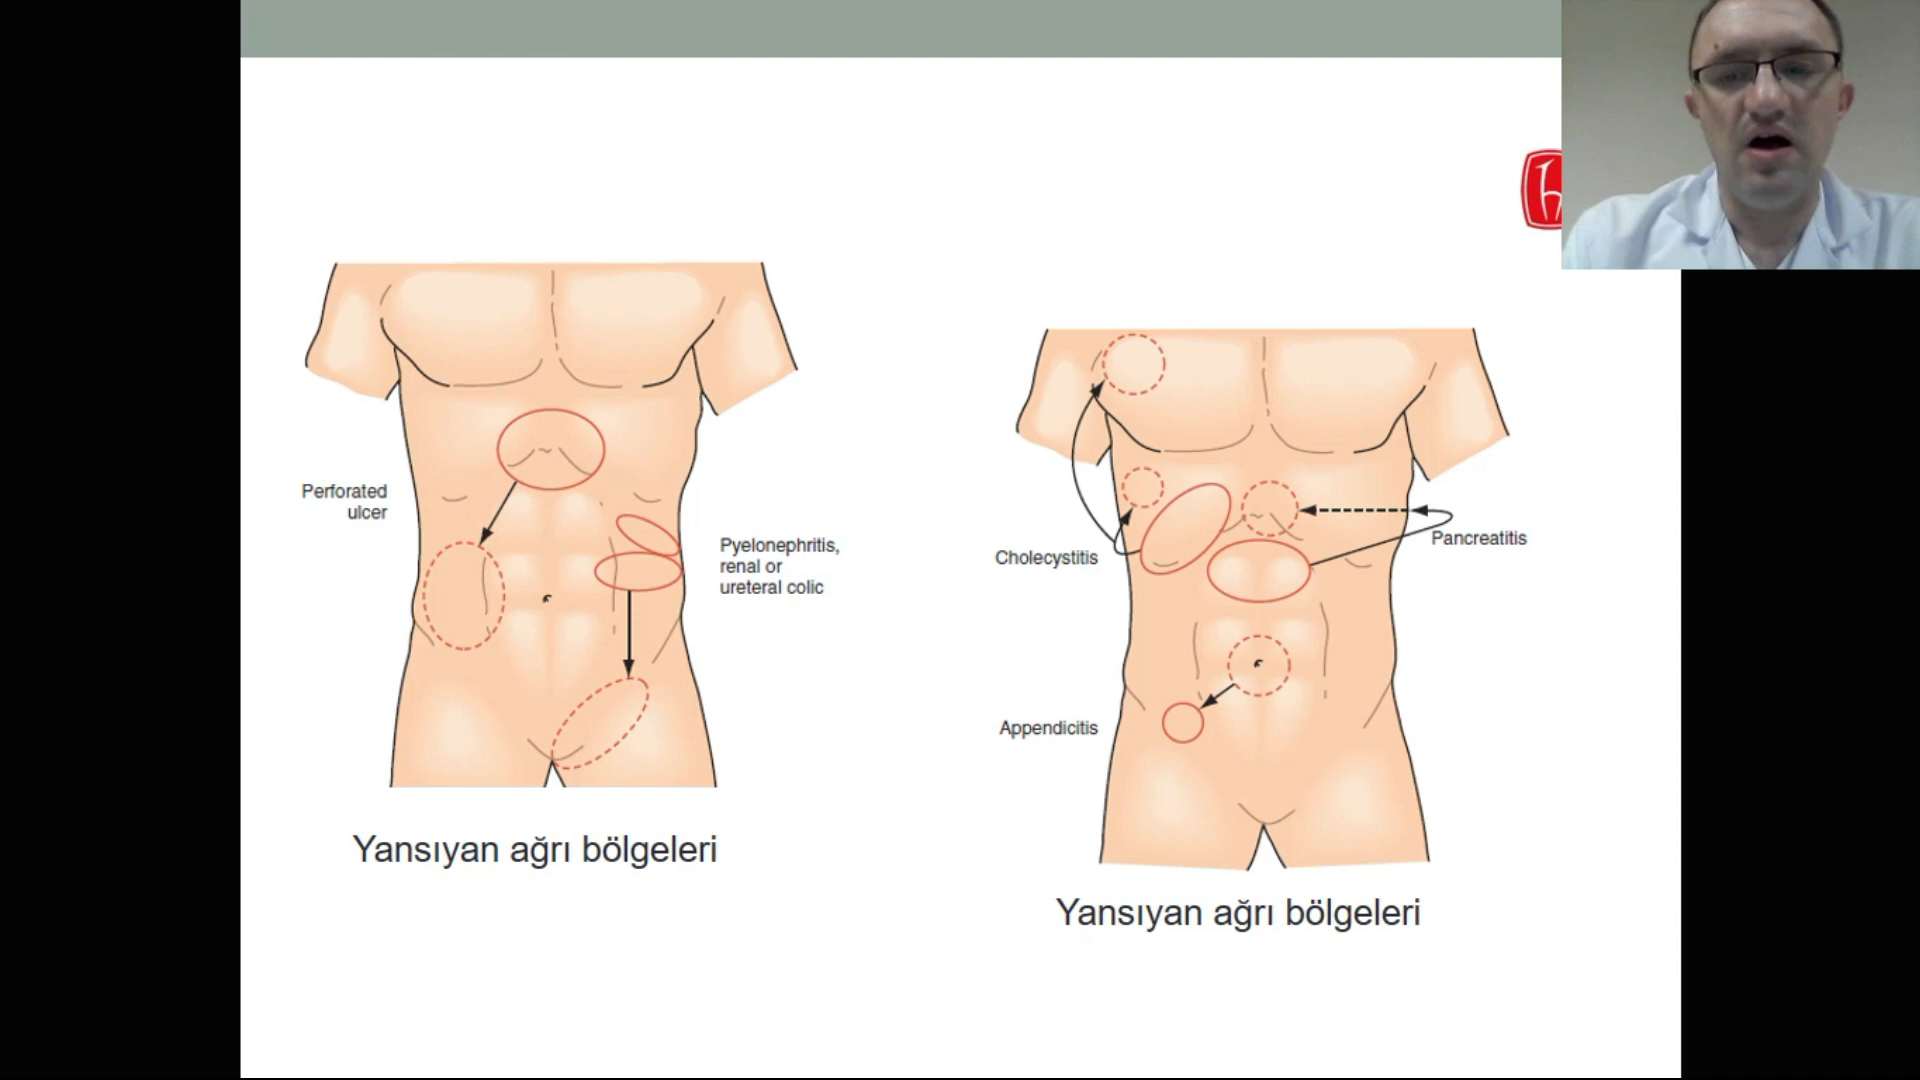 Perforated
ulcer
Pyelonephritis,
renal or
ureteral colic
Yansıyan ağrı bölgeleri
Cholecystitis
Pancreatitis
Appendicitis
Yansıyan ağrı bölgeleri